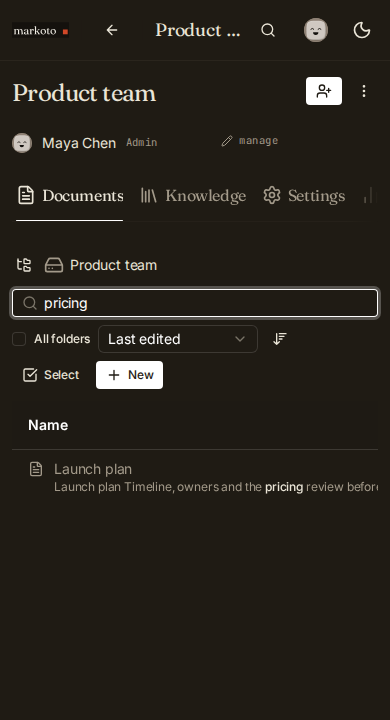 markoto
Product ...
Product team
Maya Chen Admin manage
Documents Knowledge Settings
Product team
pricing
All folders Last edited
Select New
Name
Launch plan
Launch plan Timeline, owners and the pricing review before